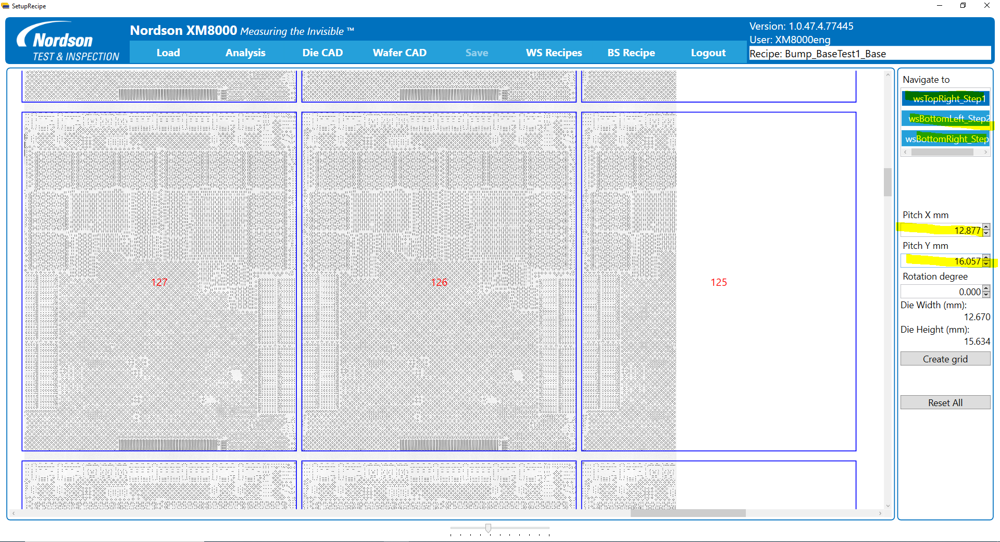 SetupRecipe
Nordson
TEST & INSPECTION
Nordson XM8000 Measuring the Invisible ™
Load Analysis Die CAD Wafer CAD Save WS Recipes BS Recipe Logout
Version: 1.0.47.4.77445
User: XM8000eng
Recipe: Bump_BaseTest1_Base
127
126
125
Navigate to
wsTopRight_Step1
wsBottomLeft_Step2
wsBottomRight_Step
Pitch X mm
12.877
Pitch Y mm
16.057
Rotation degree
0.000
Die Width (mm):
12.670
Die Height (mm):
15.634
Create grid
Reset All